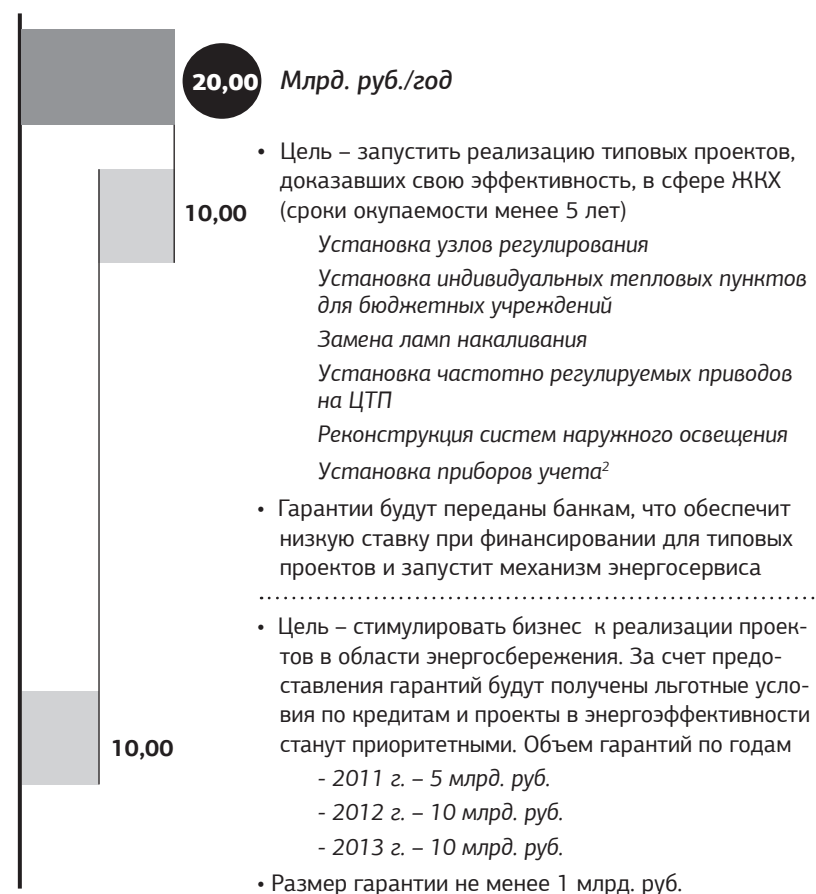 20,00 Млрд. руб./год
• Цель – запустить реализацию типовых проектов,
доказавших свою эффективность, в сфере ЖКХ
10,00
(сроки окупаемости менее 5 лет)
Установка узлов регулирования
Установка индивидуальных тепловых пунктов
для бюджетных учреждений
Замена ламп накаливания
Установка частотно регулируемых приводов
на ЦТП
Реконструкция систем наружного освещения
Установка приборов учета²
• Гарантии будут переданы банкам, что обеспечит
низкую ставку при финансировании для типовых
проектов и запустит механизм энергосервиса
• Цель – стимулировать бизнес к реализации проек-
тов в области энергосбережения. За счет предо-
ставления гарантий будут получены льготные усло-
вия по кредитам и проекты в энергоэффективности
10,00
станут приоритетными. Объем гарантий по годам
- 2011 г. – 5 млрд. руб.
- 2012 г. – 10 млрд. руб.
- 2013 г. – 10 млрд. руб.
• Размер гарантии не менее 1 млрд. руб.